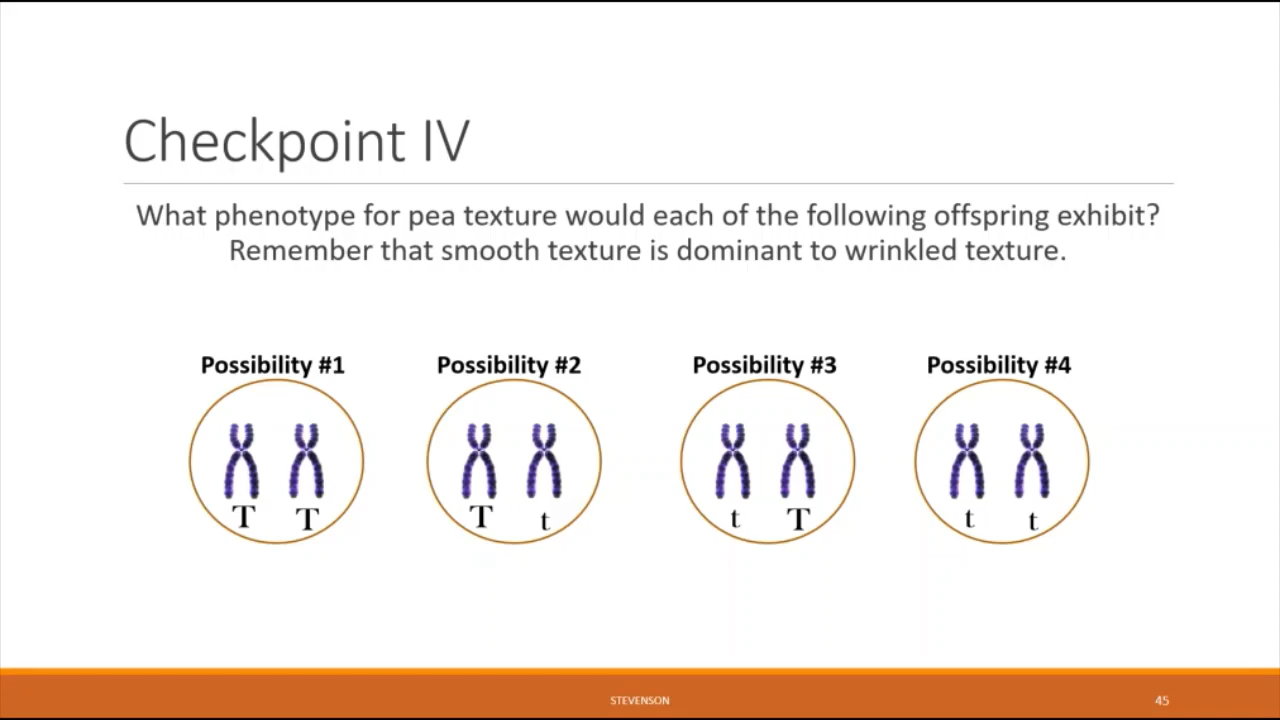 Checkpoint IV
What phenotype for pea texture would each of the following offspring exhibit?
Remember that smooth texture is dominant to wrinkled texture.
Possibility #1 Possibility #2 Possibility #3 Possibility #4
T T T t t T t t
STEVENSON 45